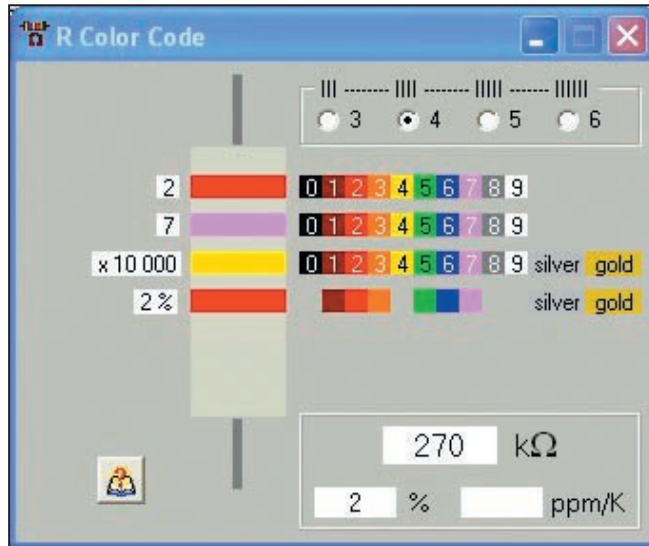 R Color Code
III -------- IIII -------- IIIII -------- IIIIII
3 4 5 6
2 0 1 2 3 4 5 6 7 8 9
7 0 1 2 3 4 5 6 7 8 9
x 10 000 0 1 2 3 4 5 6 7 8 9 silver gold
2 % silver gold
270 kΩ
2 % ppm/K